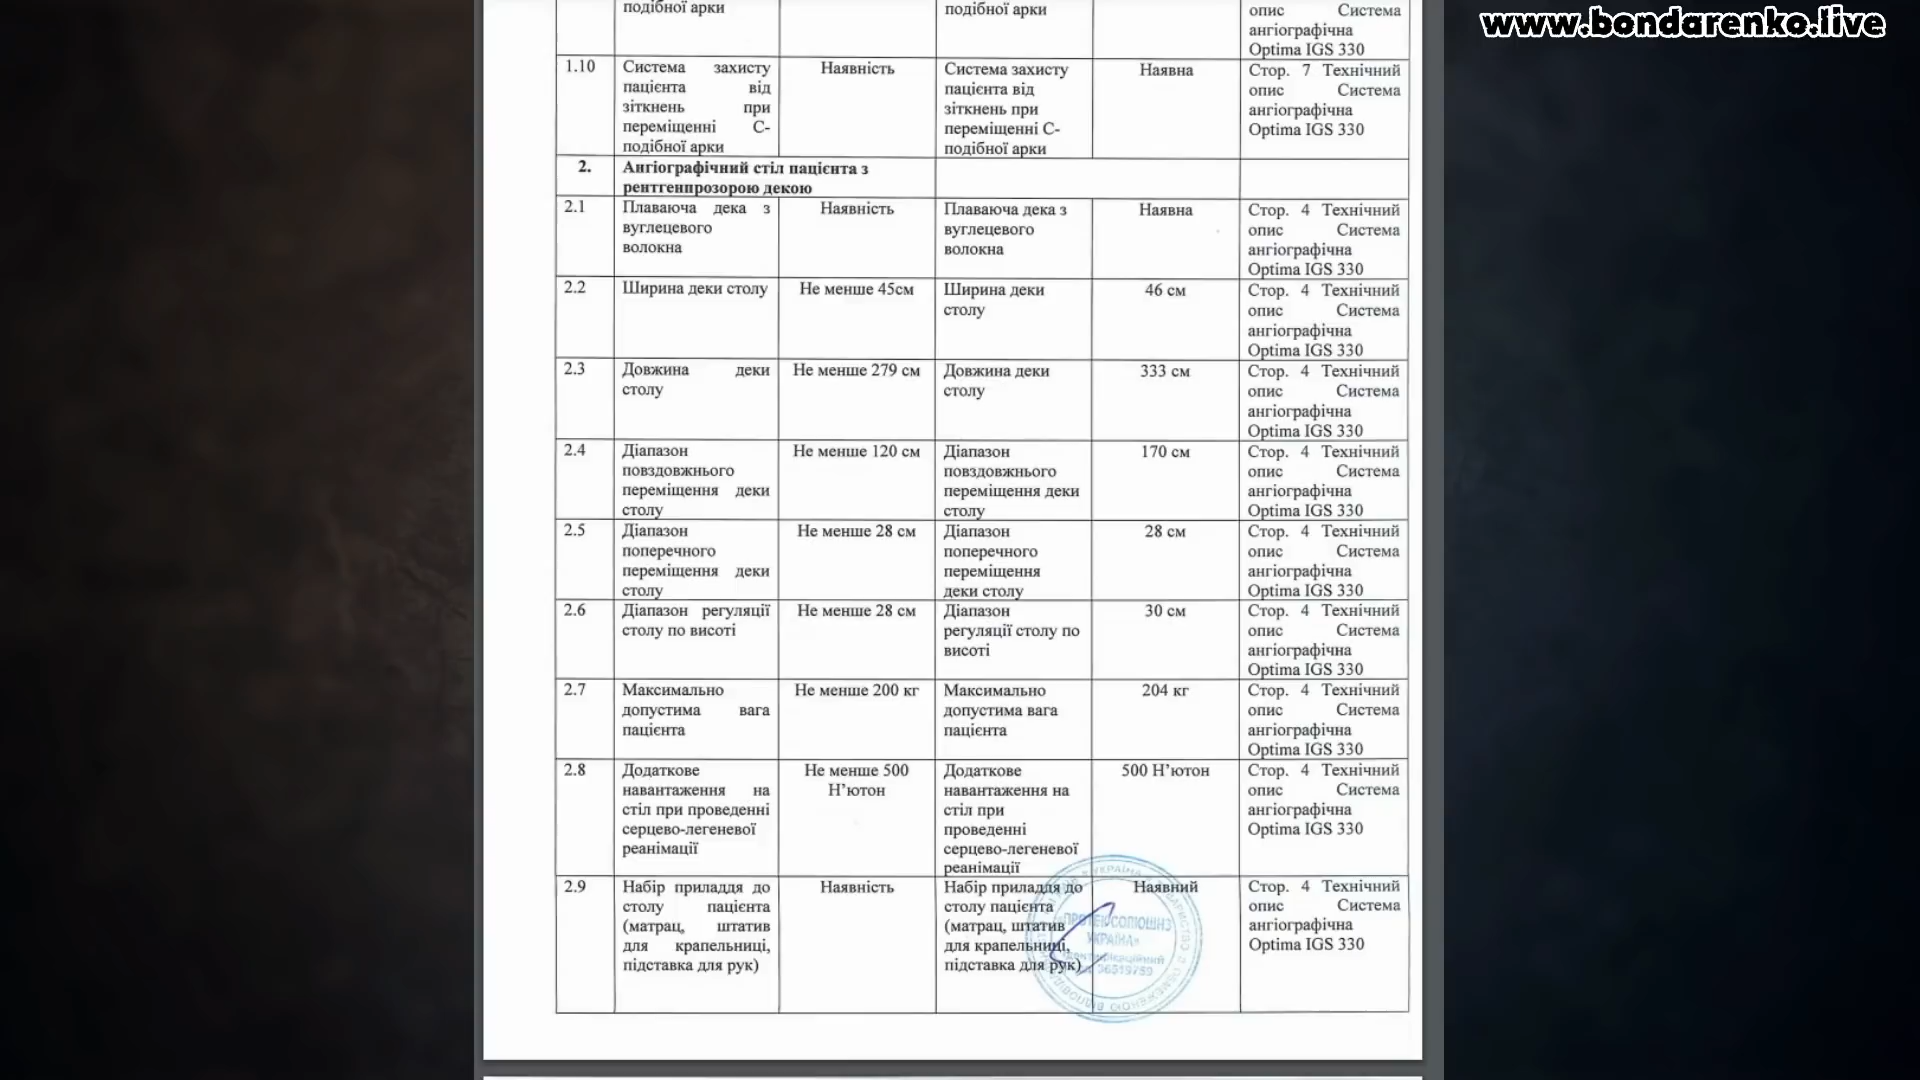 www.bondarenko.live
подібної арки
подібної арки
опис Система
ангіографічна
Optima IGS 330
1.10
Система захисту
пацієнта від
зіткнень при
переміщенні С-
подібної арки
Наявність
Система захисту
пацієнта від
зіткнень при
переміщенні С-
подібної арки
Наявна
Стор. 7 Технічний
опис Система
ангіографічна
Optima IGS 330
2.
Ангіографічний стіл пацієнта з
рентгенпрозорою декою
2.1
Плаваюча дека з
вуглецевого
волокна
Наявність
Плаваюча дека з
вуглецевого
волокна
Наявна
Стор. 4 Технічний
опис Система
ангіографічна
Optima IGS 330
2.2
Ширина деки столу
Не менше 45см
Ширина деки
столу
46 см
Стор. 4 Технічний
опис Система
ангіографічна
Optima IGS 330
2.3
Довжина деки
столу
Не менше 279 см
Довжина деки
столу
333 см
Стор. 4 Технічний
опис Система
ангіографічна
Optima IGS 330
2.4
Діапазон
повздовжнього
переміщення деки
столу
Не менше 120 см
Діапазон
повздовжнього
переміщення деки
столу
170 см
Стор. 4 Технічний
опис Система
ангіографічна
Optima IGS 330
2.5
Діапазон
поперечного
переміщення деки
столу
Не менше 28 см
Діапазон
поперечного
переміщення
деки столу
28 см
Стор. 4 Технічний
опис Система
ангіографічна
Optima IGS 330
2.6
Діапазон регуляції
столу по висоті
Не менше 28 см
Діапазон
регуляції столу по
висоті
30 см
Стор. 4 Технічний
опис Система
ангіографічна
Optima IGS 330
2.7
Максимально
допустима вага
пацієнта
Не менше 200 кг
Максимально
допустима вага
пацієнта
204 кг
Стор. 4 Технічний
опис Система
ангіографічна
Optima IGS 330
2.8
Додаткове
навантаження на
стіл при проведенні
серцево-легеневої
реанімації
Не менше 500
Н’ютон
Додаткове
навантаження на
стіл при
проведенні
серцево-легеневої
реанімації
500 Н’ютон
Стор. 4 Технічний
опис Система
ангіографічна
Optima IGS 330
2.9
Набір приладдя до
столу пацієнта
(матрац, штатив
для крапельниці,
підставка для рук)
Наявність
Набір приладдя до
столу пацієнта
(матрац, штатив
для крапельниці,
підставка для рук)
Наявний
Стор. 4 Технічний
опис Система
ангіографічна
Optima IGS 330
УКРАЇНА»